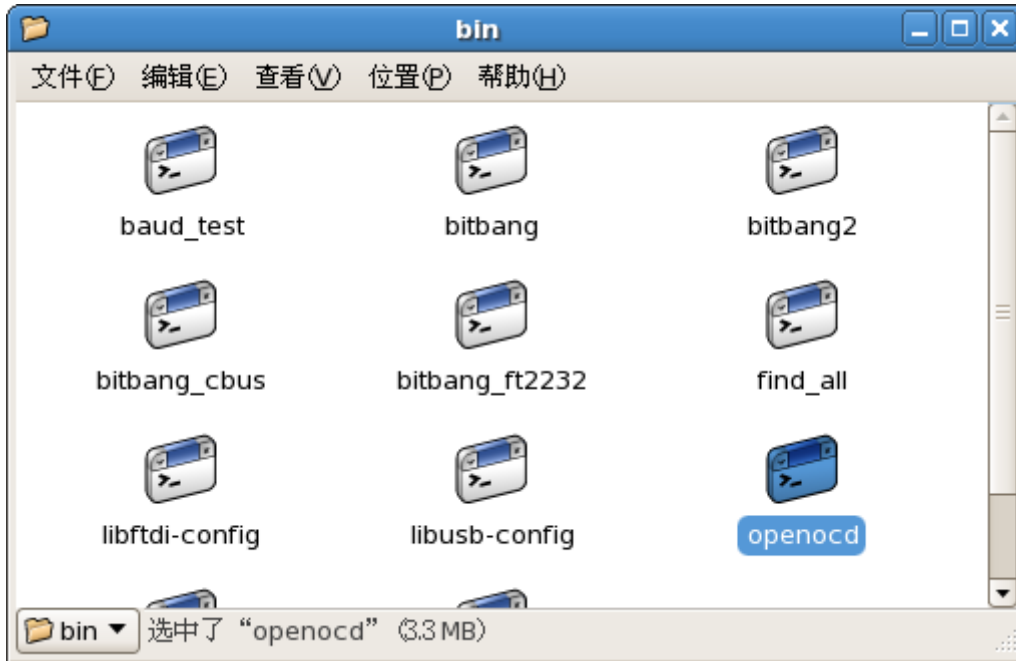 bin
文件(F) 编辑(E) 查看(V) 位置(P) 帮助(H)
baud_test bitbang bitbang2
bitbang_cbus bitbang_ft2232 find_all
libftdi-config libusb-config openocd
bin 选中了 “openocd” (3.3 MB)